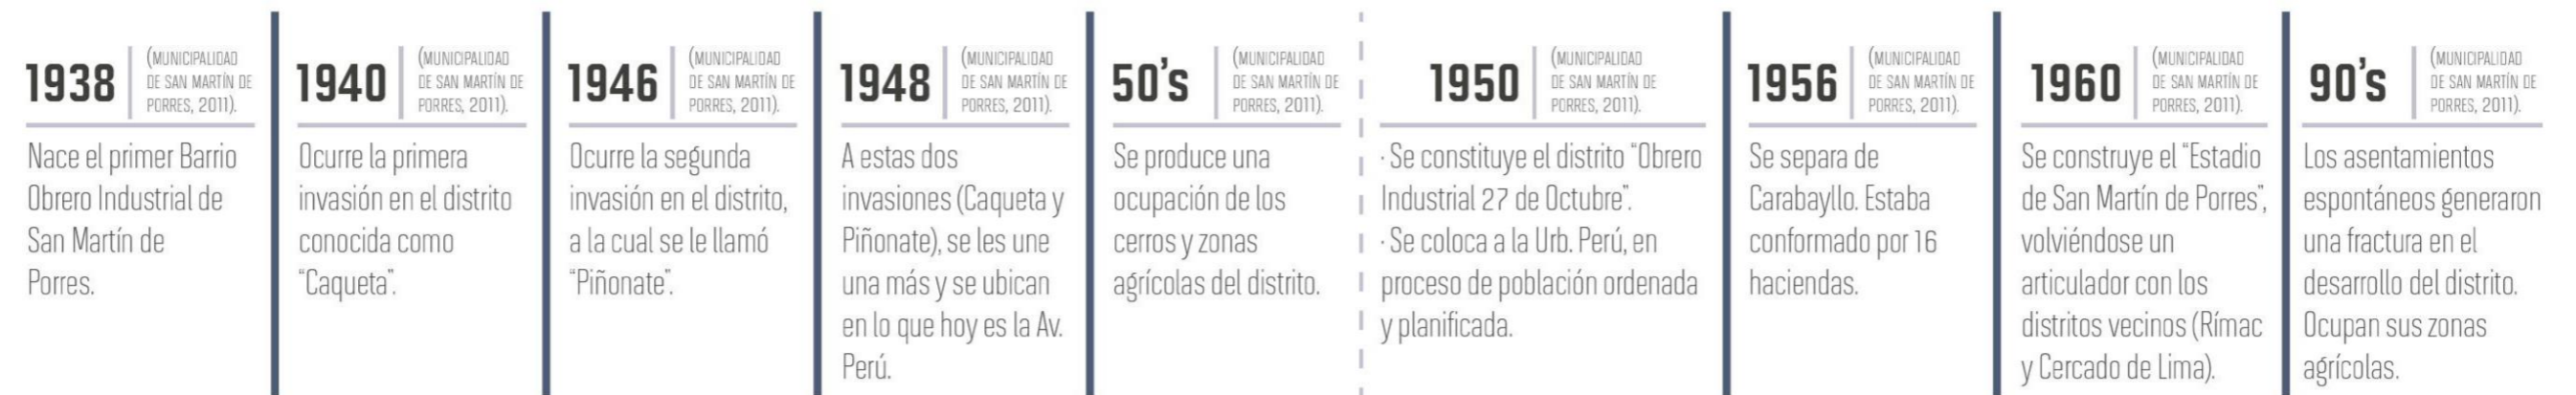 1938
(MUNICIPALIDAD
DE SAN MARTÍN DE
PORRES, 2011).
Nace el primer Barrio
Obrero Industrial de
San Martín de
Porres.
1940
(MUNICIPALIDAD
DE SAN MARTÍN DE
PORRES, 2011).
Ocurre la primera
invasión en el distrito
conocida como
“Caqueta”.
1946
(MUNICIPALIDAD
DE SAN MARTÍN DE
PORRES, 2011).
Ocurre la segunda
invasión en el distrito,
a la cual se le llamó
“Piñonate”.
1948
(MUNICIPALIDAD
DE SAN MARTÍN DE
PORRES, 2011).
A estas dos
invasiones (Caqueta y
Piñonate), se les une
una más y se ubican
en lo que hoy es la Av.
Perú.
50’s
(MUNICIPALIDAD
DE SAN MARTÍN DE
PORRES, 2011).
Se produce una
ocupación de los
cerros y zonas
agrícolas del distrito.
1950
(MUNICIPALIDAD
DE SAN MARTÍN DE
PORRES, 2011).
· Se constituye el distrito “Obrero
Industrial 27 de Octubre”.
· Se coloca a la Urb. Perú, en
proceso de población ordenada
y planificada.
1956
(MUNICIPALIDAD
DE SAN MARTÍN DE
PORRES, 2011).
Se separa de
Carabayllo. Estaba
conformado por 16
haciendas.
1960
(MUNICIPALIDAD
DE SAN MARTÍN DE
PORRES, 2011).
Se construye el “Estadio
de San Martín de Porres”,
volviéndose un
articulador con los
distritos vecinos (Rímac
y Cercado de Lima).
90’s
(MUNICIPALIDAD
DE SAN MARTÍN DE
PORRES, 2011).
Los asentamientos
espontáneos generaron
una fractura en el
desarrollo del distrito.
Ocupan sus zonas
agrícolas.